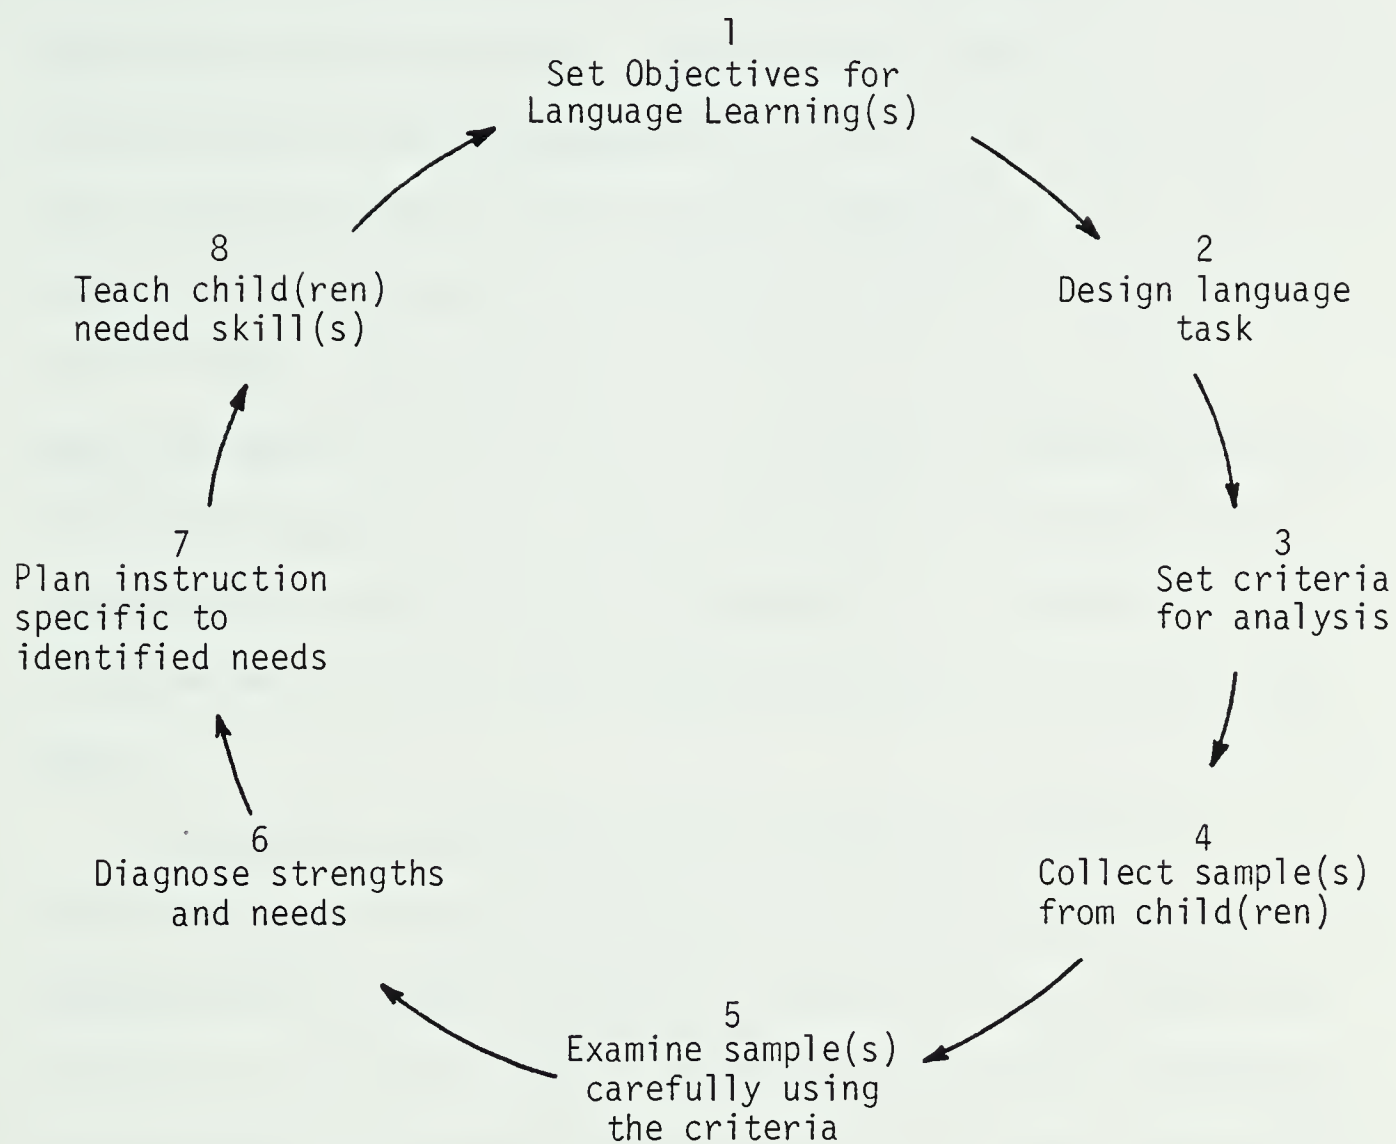 1
Set Objectives for
Language Learning(s)
2
Design language
task
3
Set criteria
for analysis
4
Collect sample(s)
from child(ren)
5
Examine sample(s)
carefully using
the criteria
6
Diagnose strengths
and needs
7
Plan instruction
specific to
identified needs
8
Teach child(ren)
needed skill(s)